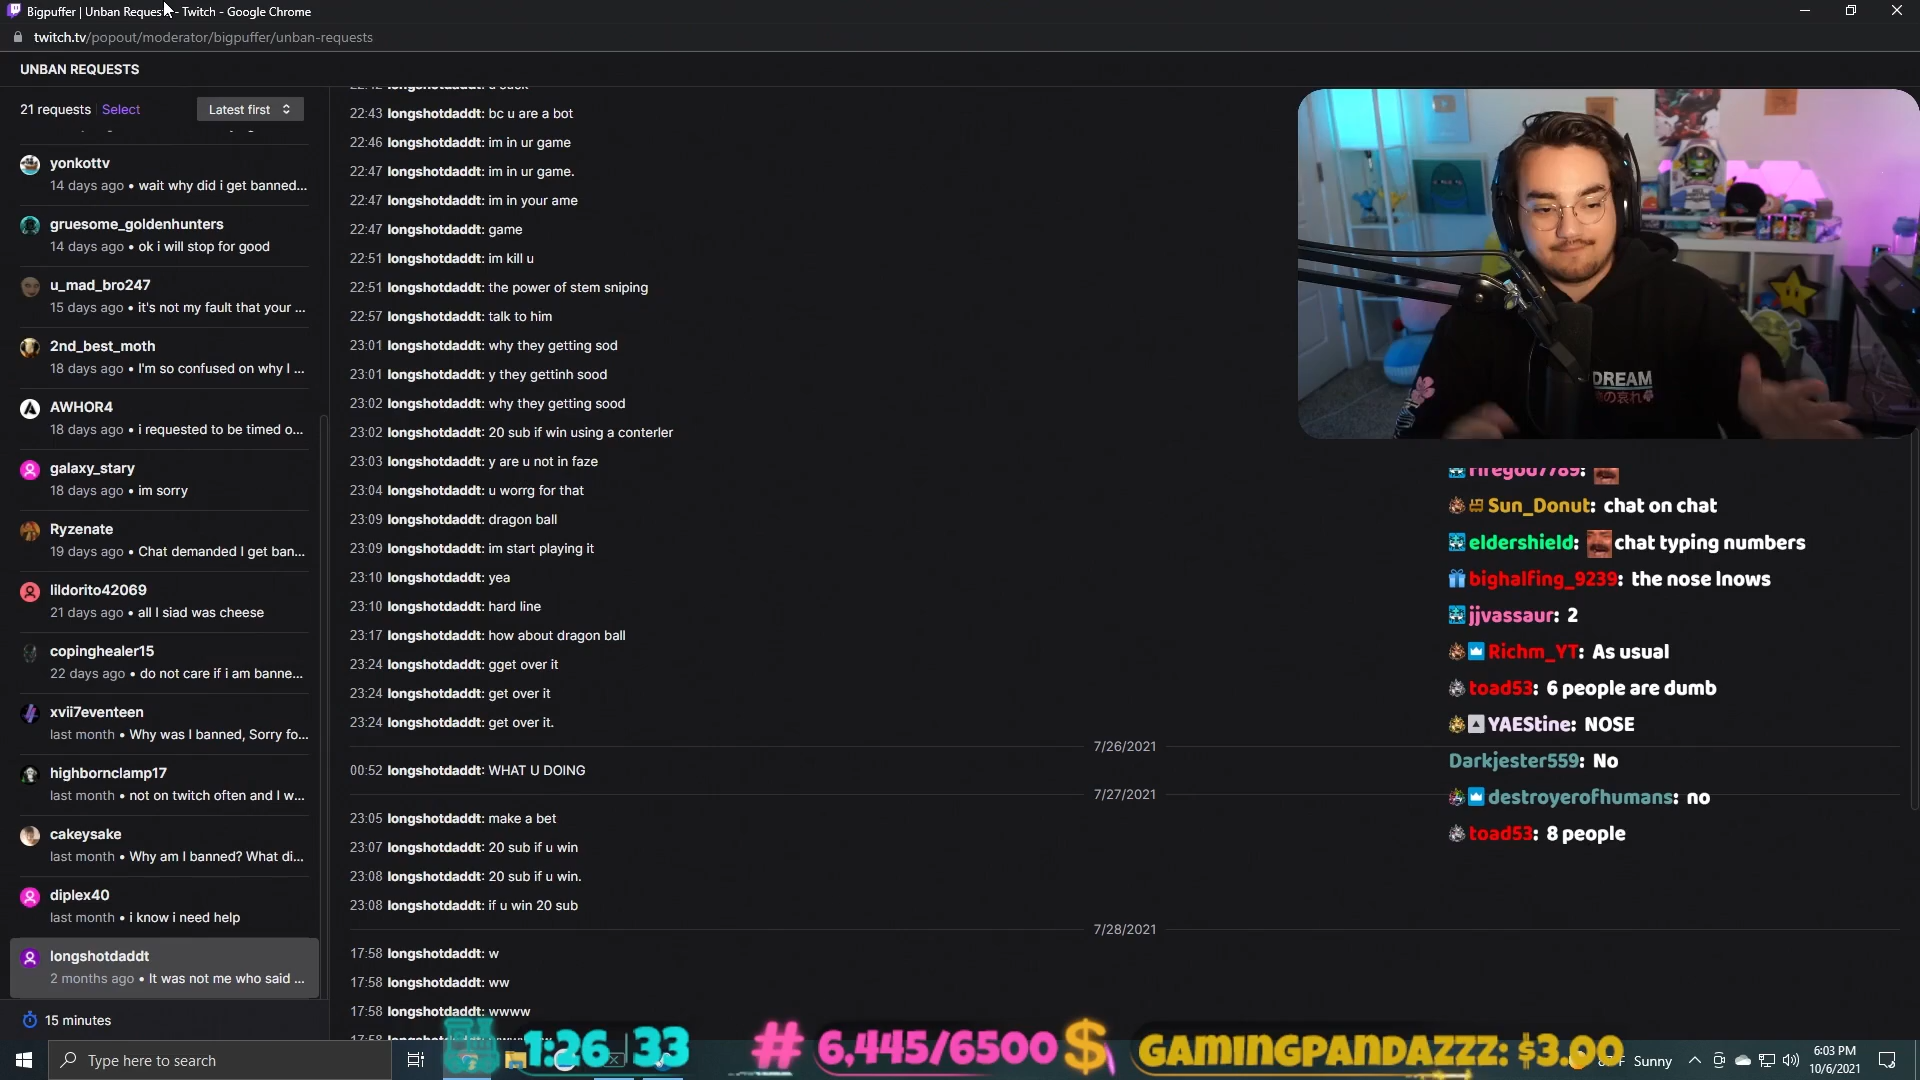 Bigpuffer | Unban Request - Twitch - Google Chrome
twitch.tv/popout/moderator/bigpuffer/unban-requests
UNBAN REQUESTS
21 requests
Select
Latest first
yonkottv
14 days ago • wait why did i get banned...
gruesome_goldenhunters
14 days ago • ok i will stop for good
u_mad_bro247
15 days ago • it's not my fault that your ...
2nd_best_moth
18 days ago • I'm so confused on why I ...
AWHOR4
18 days ago • i requested to be timed o...
galaxy_stary
18 days ago • im sorry
Ryzenate
19 days ago • Chat demanded I get ban...
lildorito42069
21 days ago • all I siad was cheese
copinghealer15
22 days ago • do not care if i am banne...
xvii7eventeen
last month • Why was I banned, Sorry fo...
highbornclamp17
last month • not on twitch often and I w...
cakeysake
last month • Why am I banned? What di...
diplex40
last month • i know i need help
longshotdaddt
2 months ago • It was not me who said ...
15 minutes
22:43 longshotdaddt: bc u are a bot
22:46 longshotdaddt: im in ur game
22:47 longshotdaddt: im in ur game.
22:47 longshotdaddt: im in your ame
22:47 longshotdaddt: game
22:51 longshotdaddt: im kill u
22:51 longshotdaddt: the power of stem sniping
22:57 longshotdaddt: talk to him
23:01 longshotdaddt: why they getting sod
23:01 longshotdaddt: y they gettinh sood
23:02 longshotdaddt: why they getting sood
23:02 longshotdaddt: 20 sub if win using a conterler
23:03 longshotdaddt: y are u not in faze
23:04 longshotdaddt: u worrg for that
23:09 longshotdaddt: dragon ball
23:09 longshotdaddt: im start playing it
23:10 longshotdaddt: yea
23:10 longshotdaddt: hard line
23:17 longshotdaddt: how about dragon ball
23:24 longshotdaddt: gget over it
23:24 longshotdaddt: get over it
23:24 longshotdaddt: get over it.
7/26/2021
00:52 longshotdaddt: WHAT U DOING
7/27/2021
23:05 longshotdaddt: make a bet
23:07 longshotdaddt: 20 sub if u win
23:08 longshotdaddt: 20 sub if u win.
23:08 longshotdaddt: if u win 20 sub
7/28/2021
17:58 longshotdaddt: w
17:58 longshotdaddt: ww
17:58 longshotdaddt: wwww
DREAM
Sun_Donut: chat on chat
eldershield: chat typing numbers
bighalfing_9239: the nose lnows
jjvassaur: 2
Richm_YT: As usual
toad53: 6 people are dumb
YAEStine: NOSE
Darkjester559: No
destroyerofhumans: no
toad53: 8 people
Type here to search
1:26 | 33
# 6,445/6500
$ GAMINGPANDAZZZ: $3.00
Sunny
6:03 PM
10/6/2021